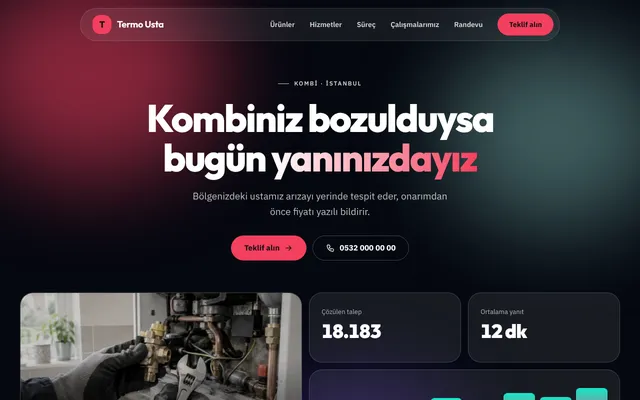 T
Termo Usta
Ürünler
Hizmetler
Süreç
Çalışmalarımız
Randevu
Teklif alın
KOMBİ · İSTANBUL
Kombiniz bozulduysa
bugün yanınızdayız
Bölgenizdeki ustamız arızayı yerinde tespit eder, onarımdan
önce fiyatı yazılı bildirir.
Teklif alın →
0532 000 00 00
Çözülen talep
18.183
Ortalama yanıt
12 dk